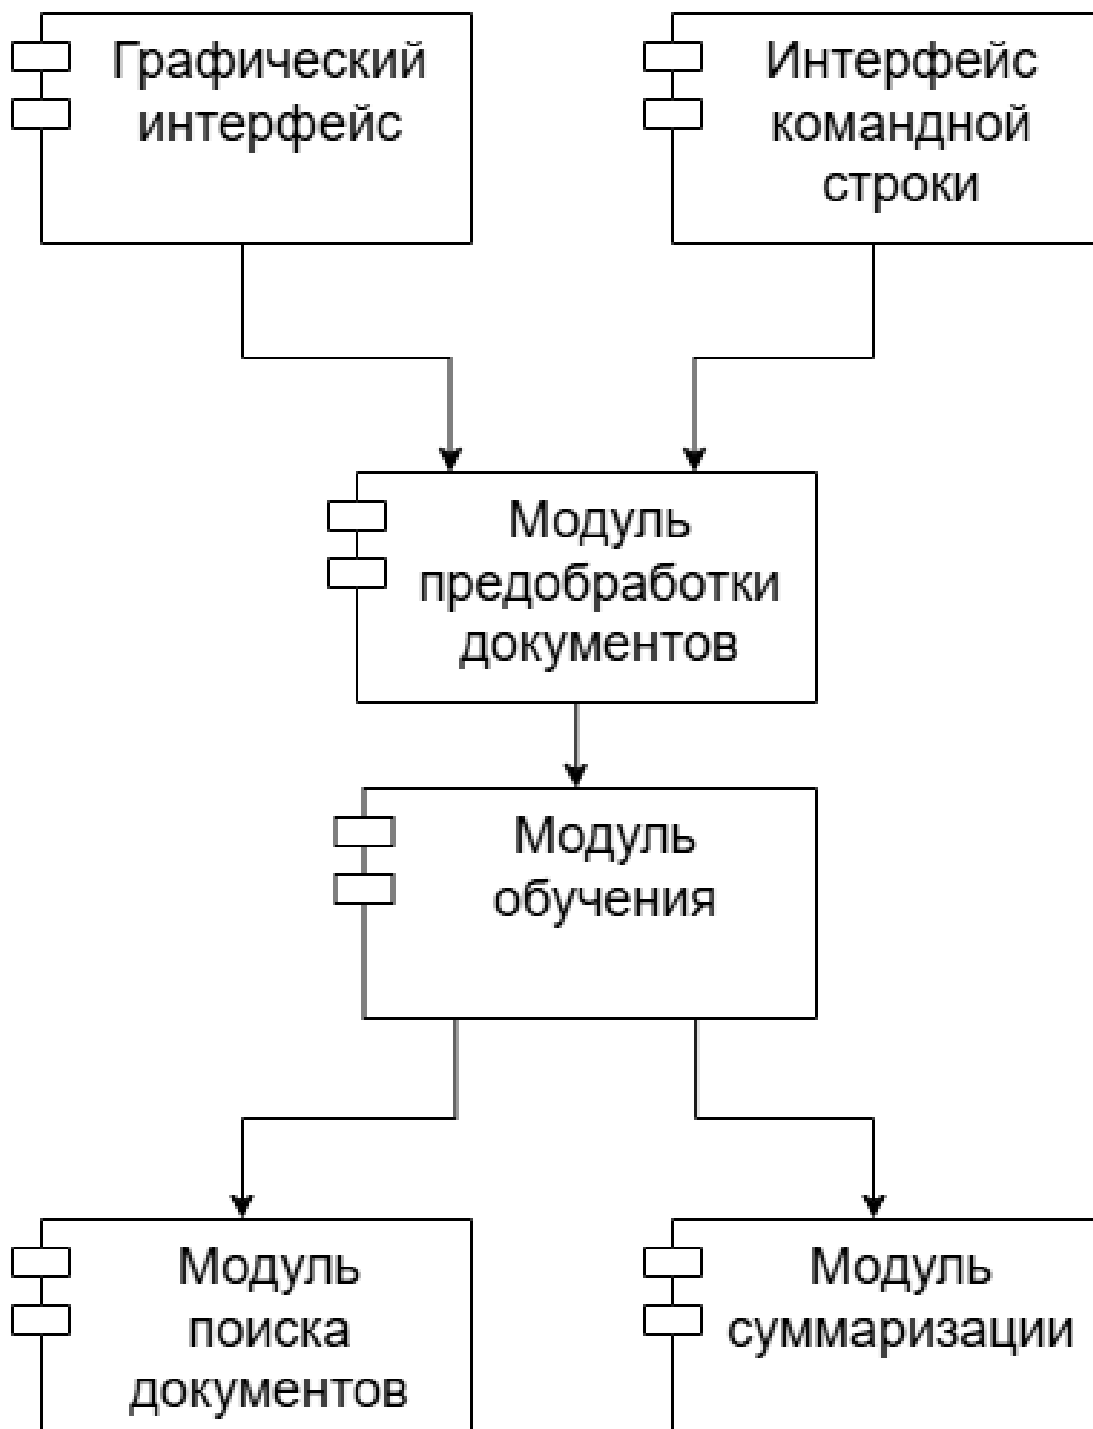 Графический
интерфейс
Интерфейс
командной
строки
Модуль
предобработки
документов
Модуль
обучения
Модуль
поиска
документов
Модуль
суммаризации